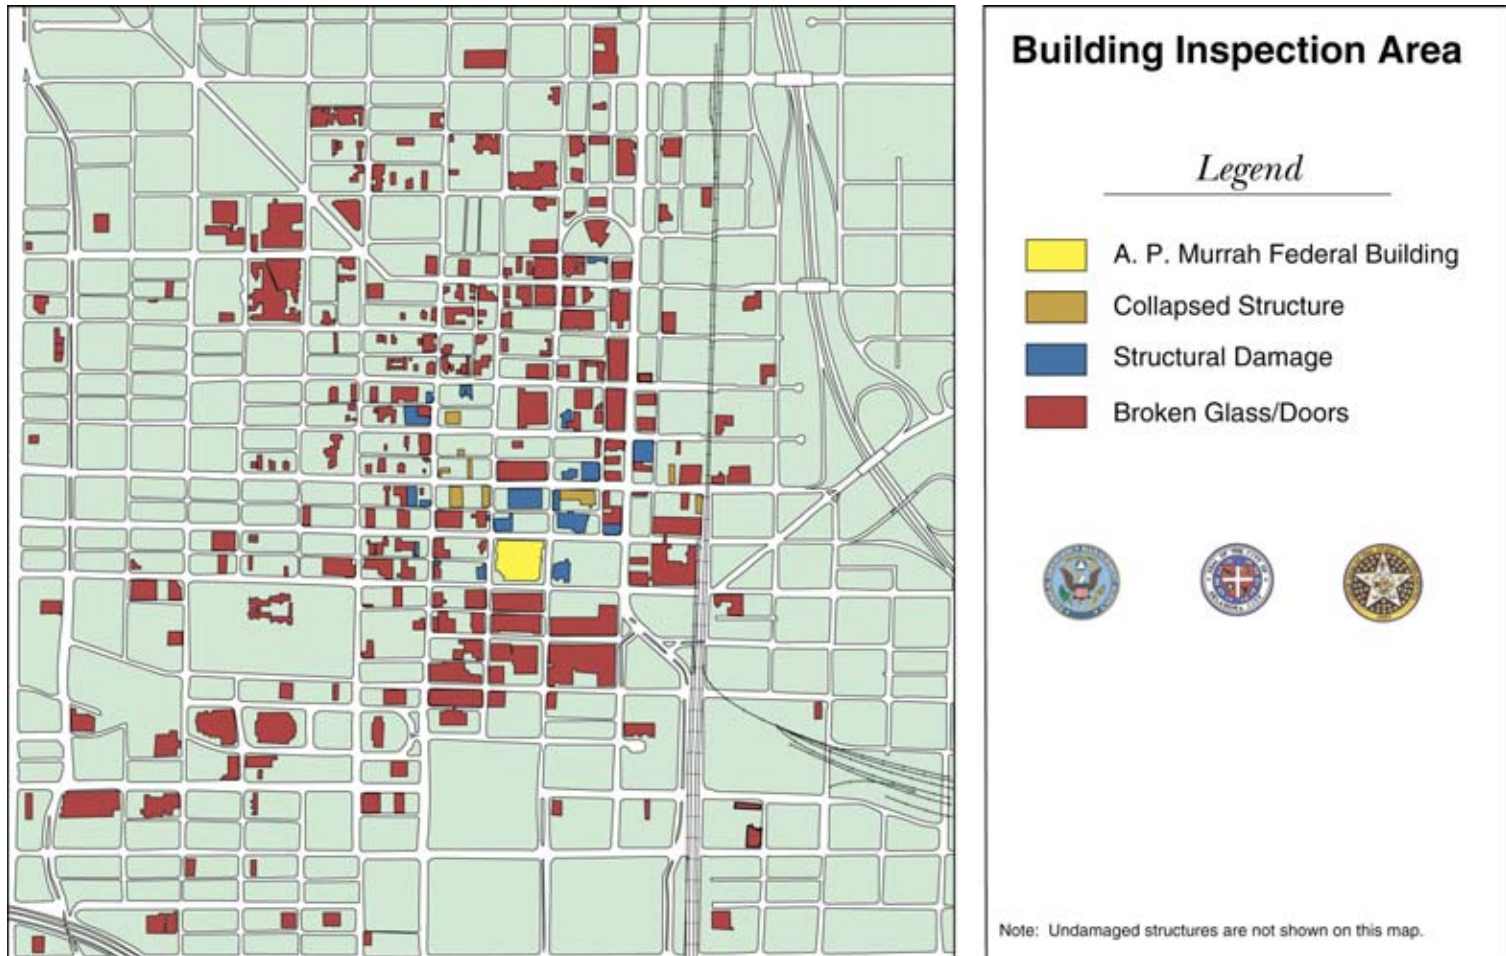 Building Inspection Area
Legend
A. P. Murrah Federal Building
Collapsed Structure
Structural Damage
Broken Glass/Doors
Note: Undamaged structures are not shown on this map.